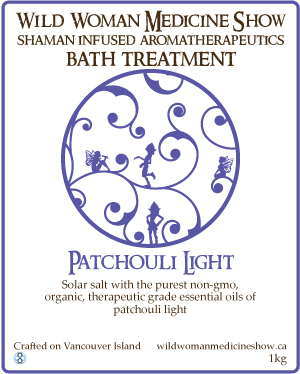 Wild Woman Medicine Show
SHAMAN INFUSED AROMATHERAPEUTICS
BATH TREATMENT
Patchouli Light
Solar salt with the purest non-gmo,
organic, therapeutic grade essential oils of
patchouli light
Crafted on Vancouver Island wildwomanmedicineshow.ca
1kg